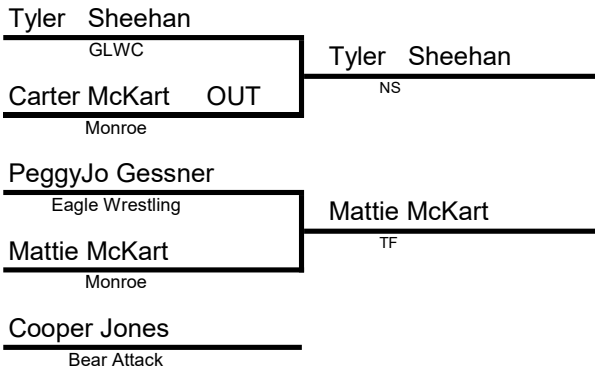 Tyler Sheehan
GLWC
Tyler Sheehan
NS
Carter McKart OUT
Monroe
PeggyJo Gessner
Eagle Wrestling
Mattie McKart
TF
Mattie McKart
Monroe
Cooper Jones
Bear Attack